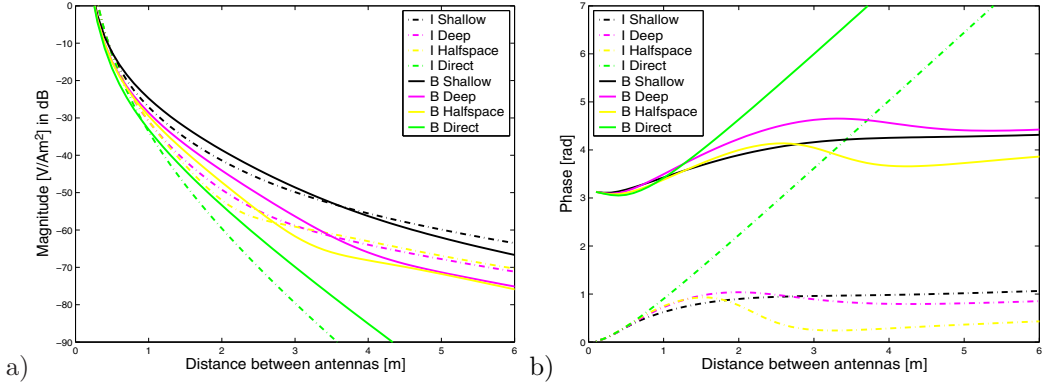 0
-10
-20
-30
-40
-50
-60
-70
-80
-90
0
1
2
3
4
5
6
Magnitude [V/Am²] in dB
Distance between antennas [m]
I Shallow
I Deep
I Halfspace
I Direct
B Shallow
B Deep
B Halfspace
B Direct
a)
7
6
5
4
3
2
1
0
0
1
2
3
4
5
6
Phase [rad]
Distance between antennas [m]
I Shallow
I Deep
I Halfspace
I Direct
B Shallow
B Deep
B Halfspace
B Direct
b)